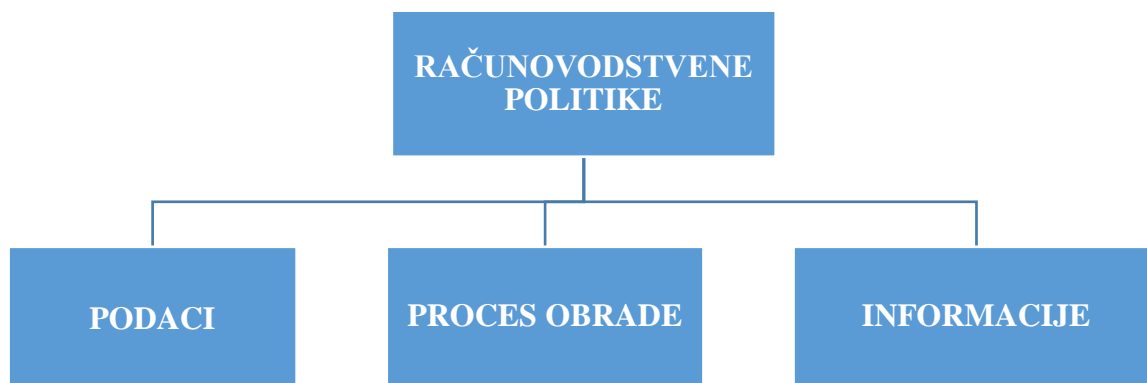 RAČUNOVODSTVENE
POLITIKE
PODACI
PROCES OBRADE
INFORMACIJE